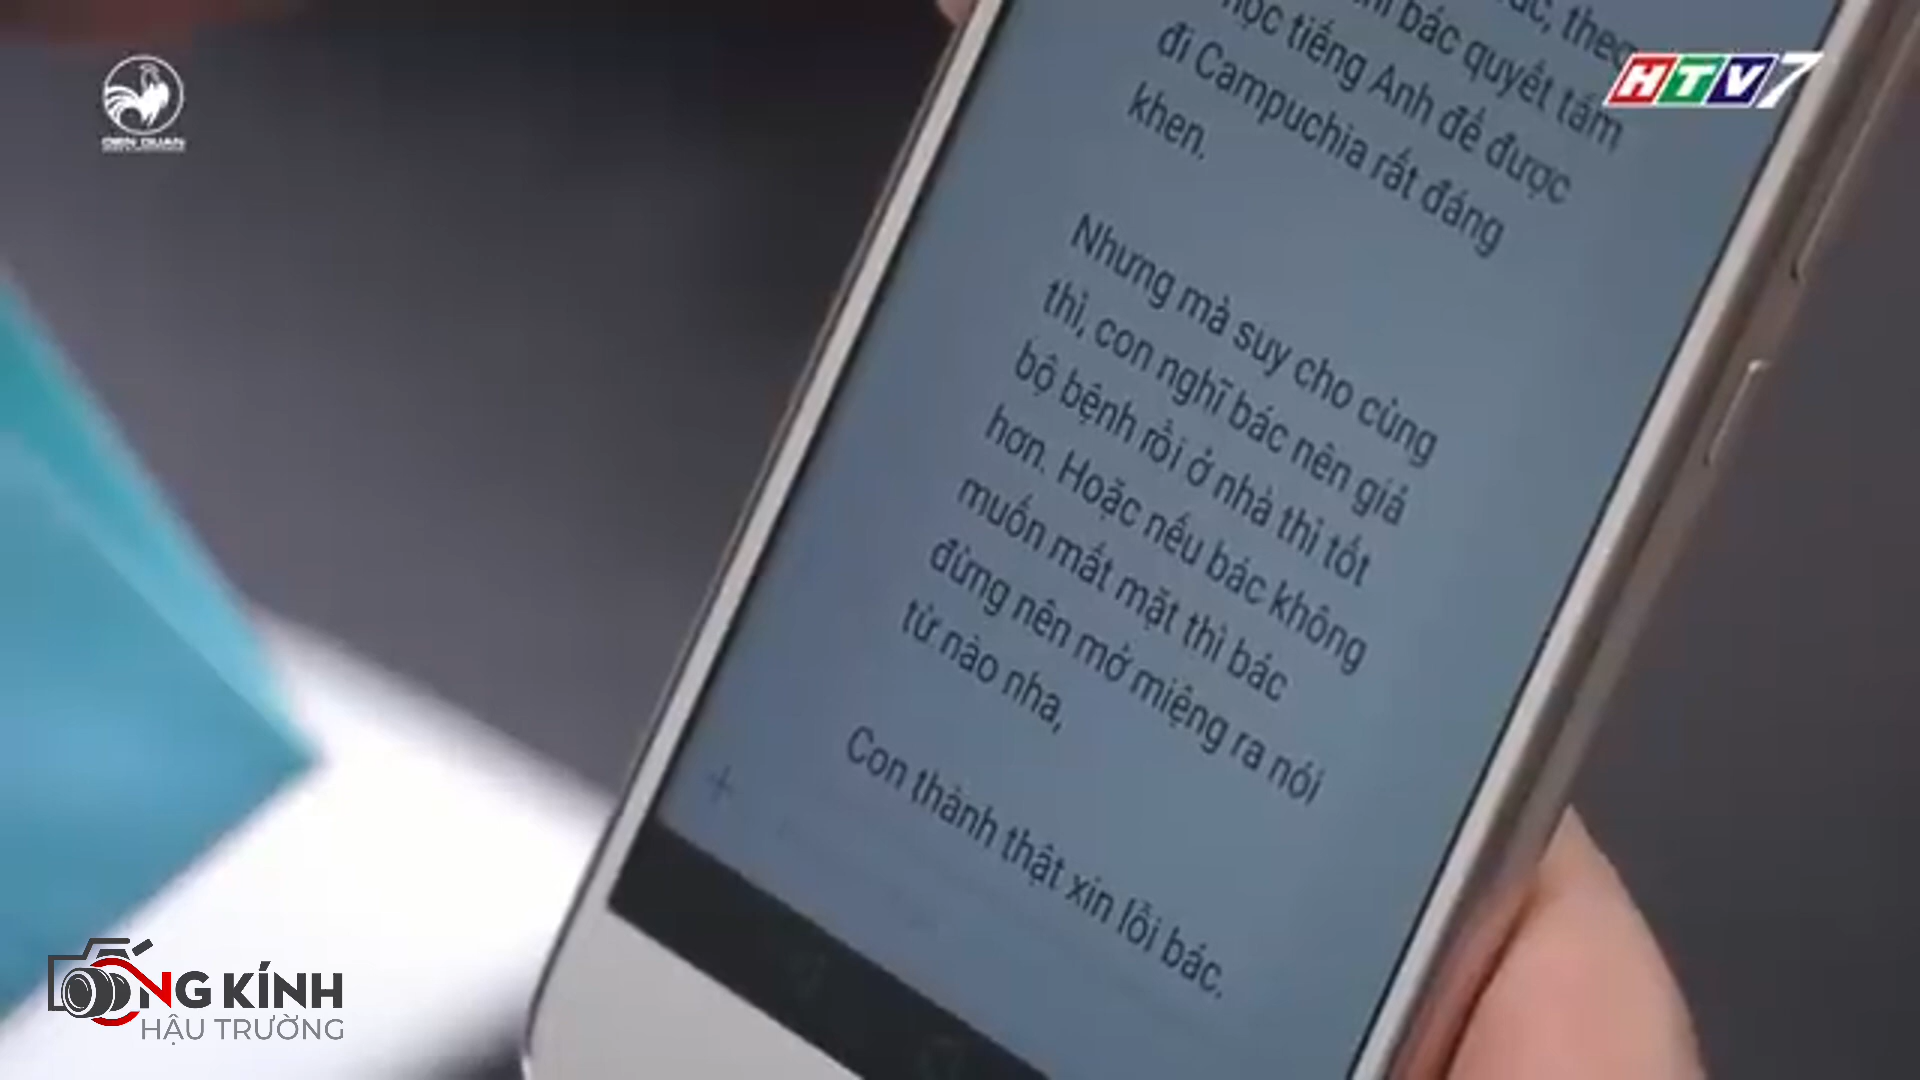 HTV7
DIEN QUAN
bác quyết tâm
học tiếng Anh để được
đi Campuchia rất đáng
khen.
Nhưng mà suy cho cùng
thì, con nghĩ bác nên giả
bộ bệnh rồi ở nhà thì tốt
hơn. Hoặc nếu bác không
muốn mất mặt thì bác
đừng nên mở miệng ra nói
từ nào nha,
Con thành thật xin lỗi bác.
ỐNG KÍNH
HẬU TRƯỜNG